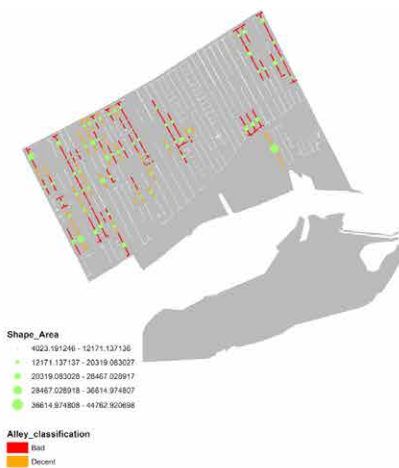 Shape_Area
4023.191246 - 12171.137136
12171.137137 - 20319.083027
20319.083028 - 28467.028917
28467.028918 - 36614.974807
36614.974808 - 44762.920698
Alley_classification
Bad
Decent